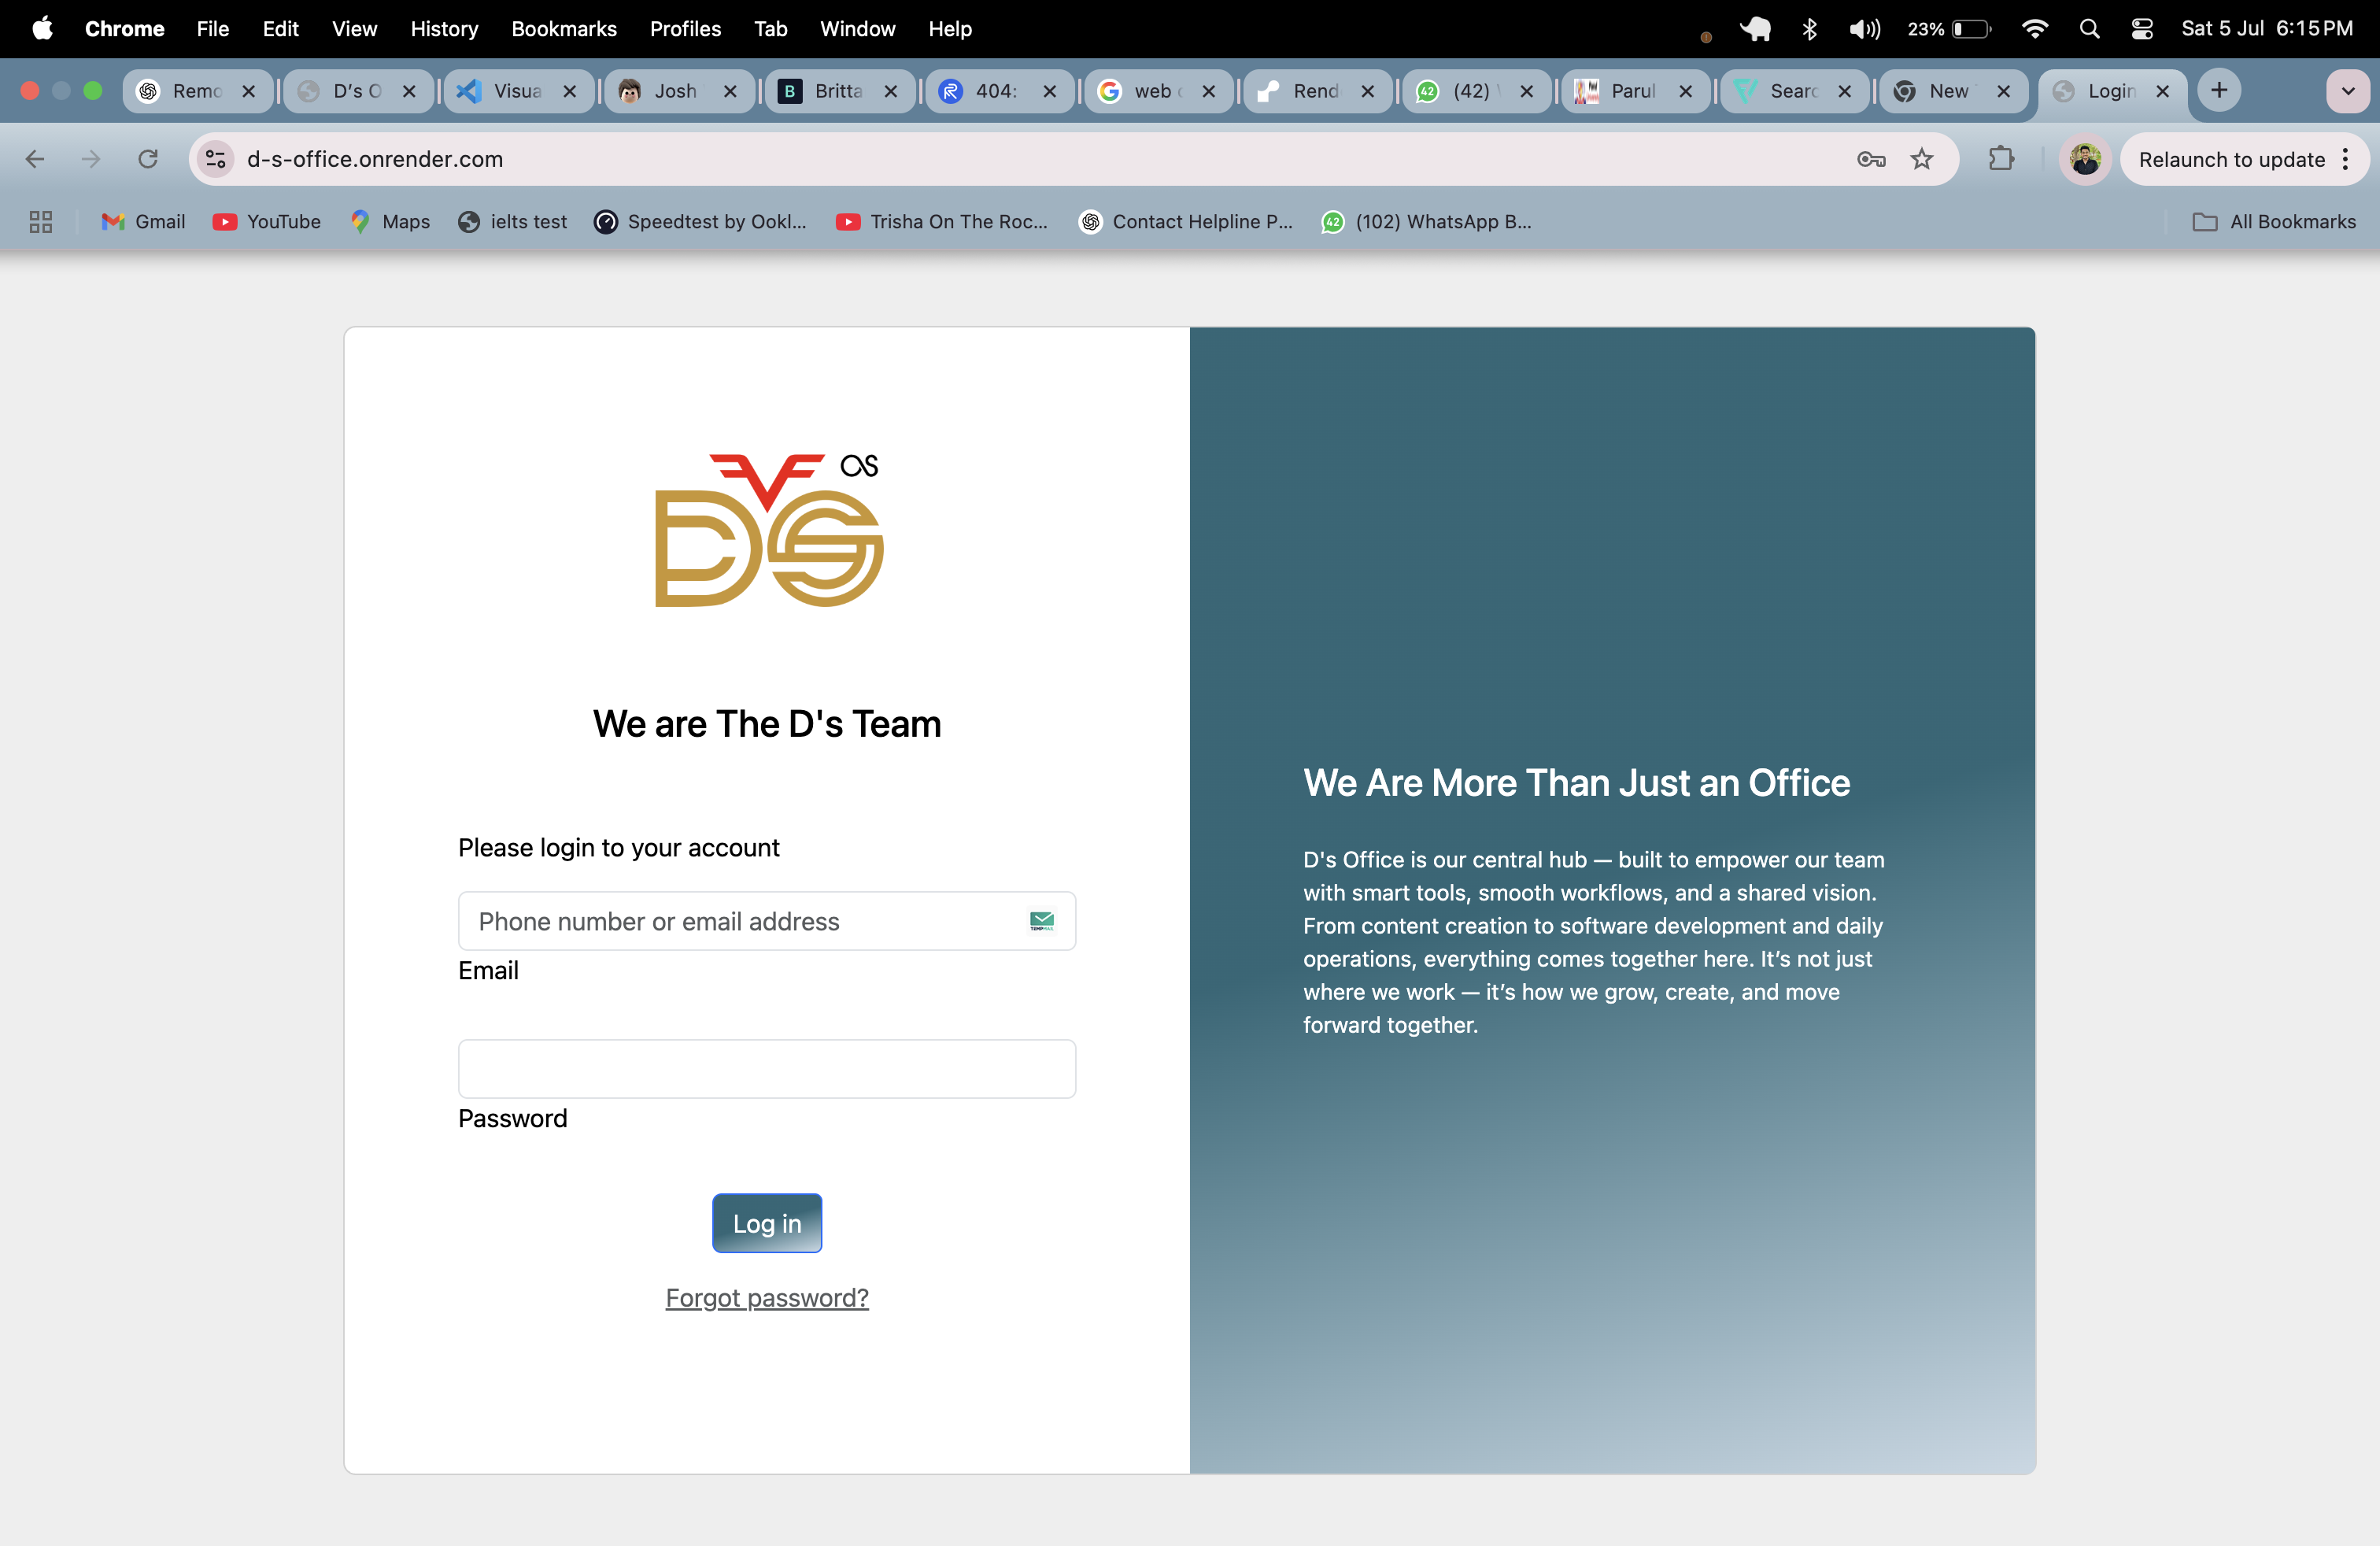 Chrome File Edit View History Bookmarks Profiles Tab Window Help 23% Sat 5 Jul 6:15 PM
Remo D's O Visua Josh B Britta 404: web Rend 42 (42) Parul Searc New Login
d-s-office.onrender.com Relaunch to update
Gmail YouTube Maps ielts test Speedtest by Ookl... Trisha On The Roc... Contact Helpline P... 42 (102) WhatsApp B... All Bookmarks
OS
DS
We are The D's Team
Please login to your account
Phone number or email address
Email
Password
Log in
Forgot password?
We Are More Than Just an Office
D's Office is our central hub — built to empower our team
with smart tools, smooth workflows, and a shared vision.
From content creation to software development and daily
operations, everything comes together here. It’s not just
where we work — it’s how we grow, create, and move
forward together.